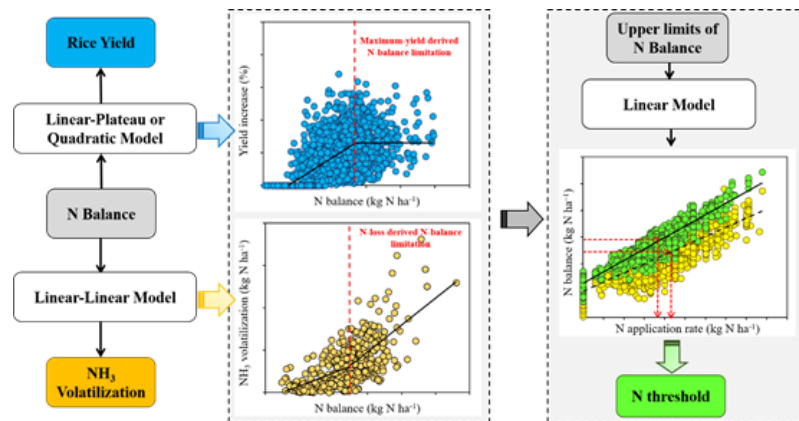 Rice Yield
Linear-Plateau or
Quadratic Model
N Balance
Linear-Linear Model
NH₃
Volatilization
Maximum-yield derived
N-balance limitation
Yield increase (%)
N balance (kg N ha⁻¹)
N-loss derived N-balance
limitation
NH₃ volatilization (kg N ha⁻¹)
N balance (kg N ha⁻¹)
Upper limits of
N Balance
Linear Model
N balance (kg N ha⁻¹)
N application rate (kg N ha⁻¹)
N threshold